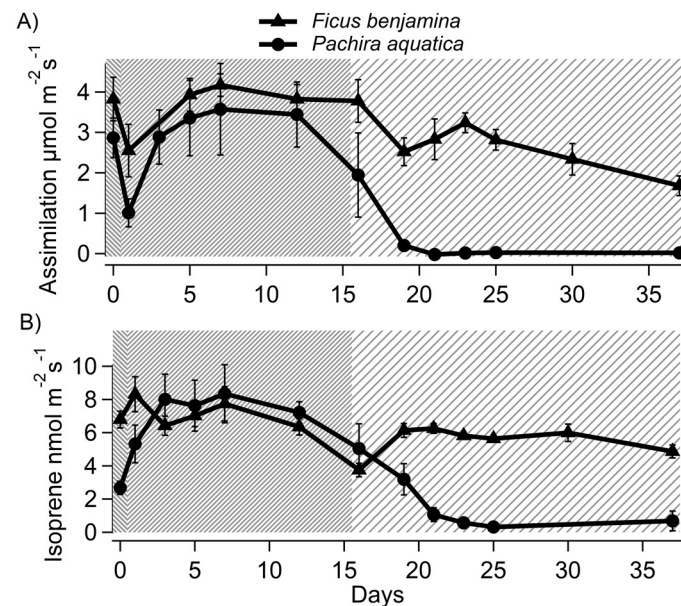 A)
Ficus benjamina
Pachira aquatica
Assimilation µmol m⁻² s⁻¹
4
3
2
1
0
0 5 10 15 20 25 30 35
B)
Isoprene nmol m⁻² s⁻¹
10
8
6
4
2
0
0 5 10 15 20 25 30 35
Days